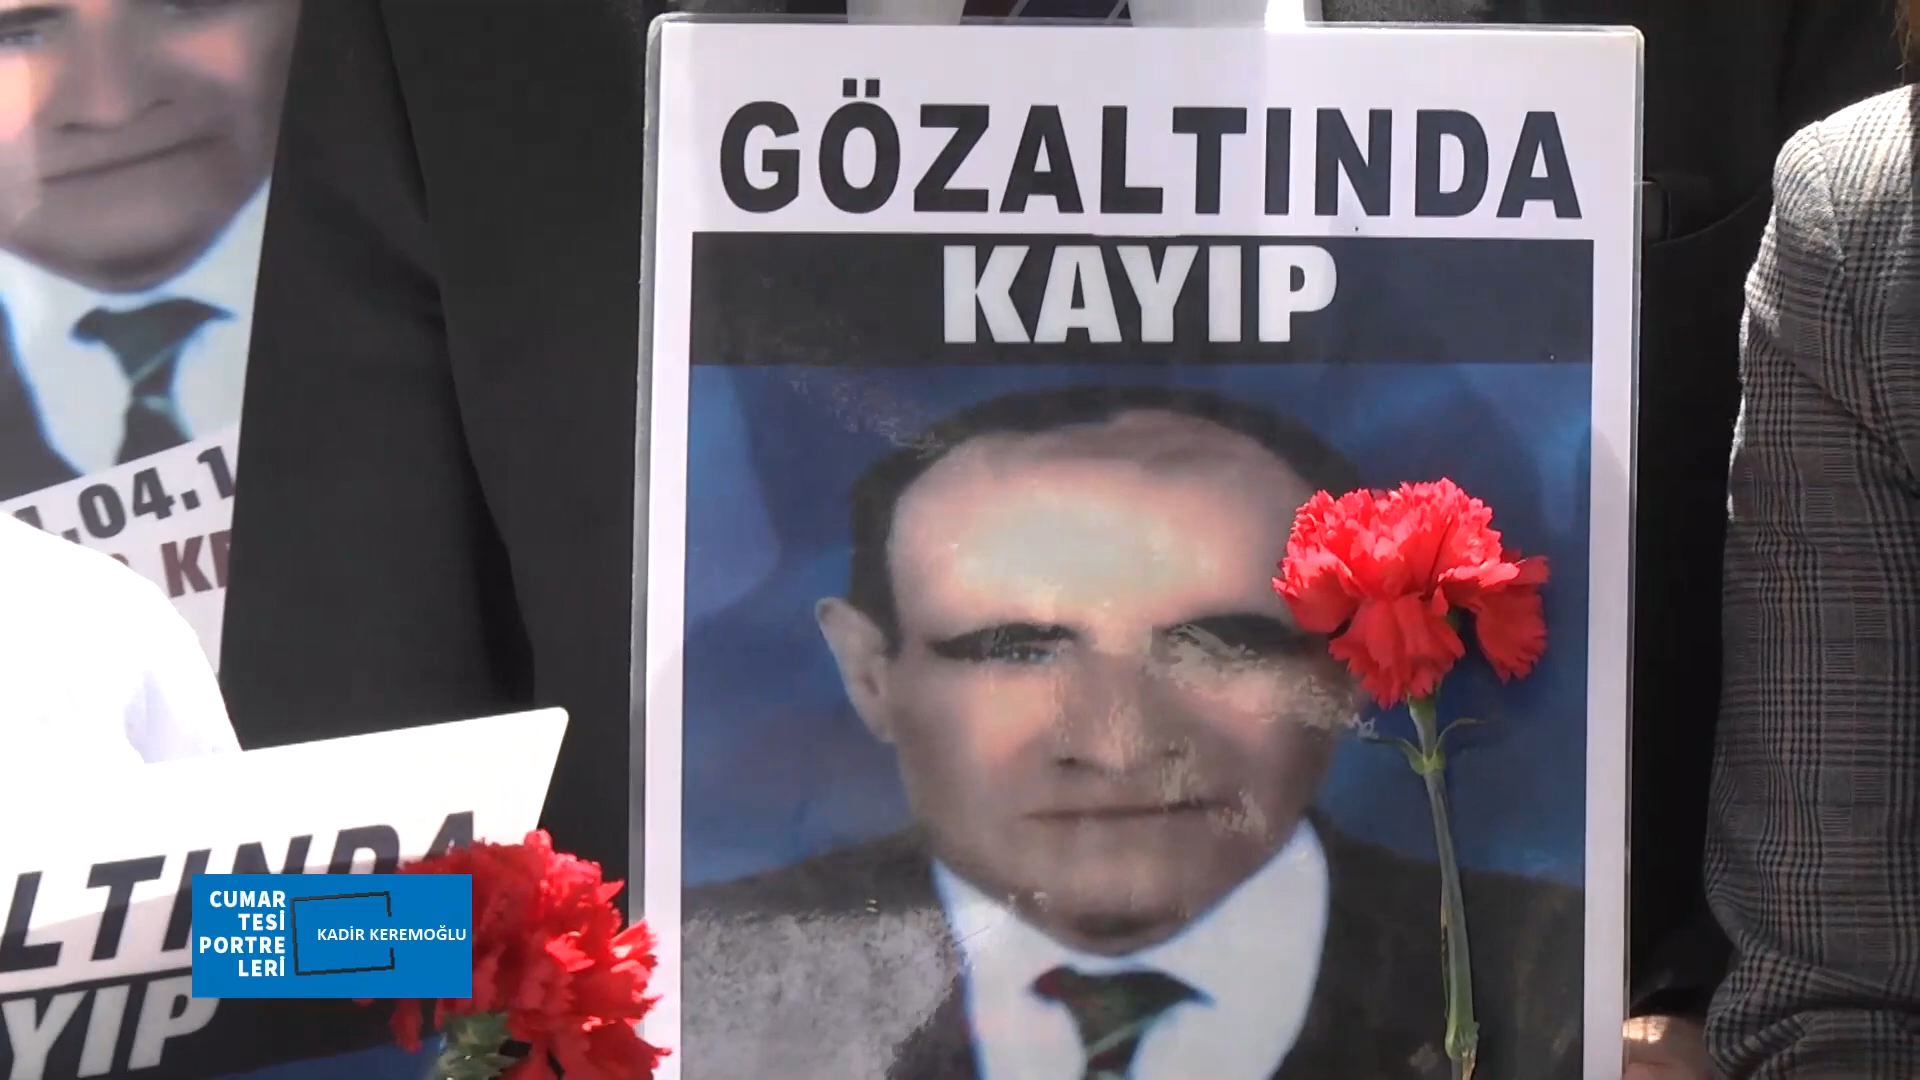 GÖZALTINDA
KAYIP
.04.1
LTINDA
YIP
CUMAR
TESİ
PORTRE
LERİ
KADİR KEREMOĞLU